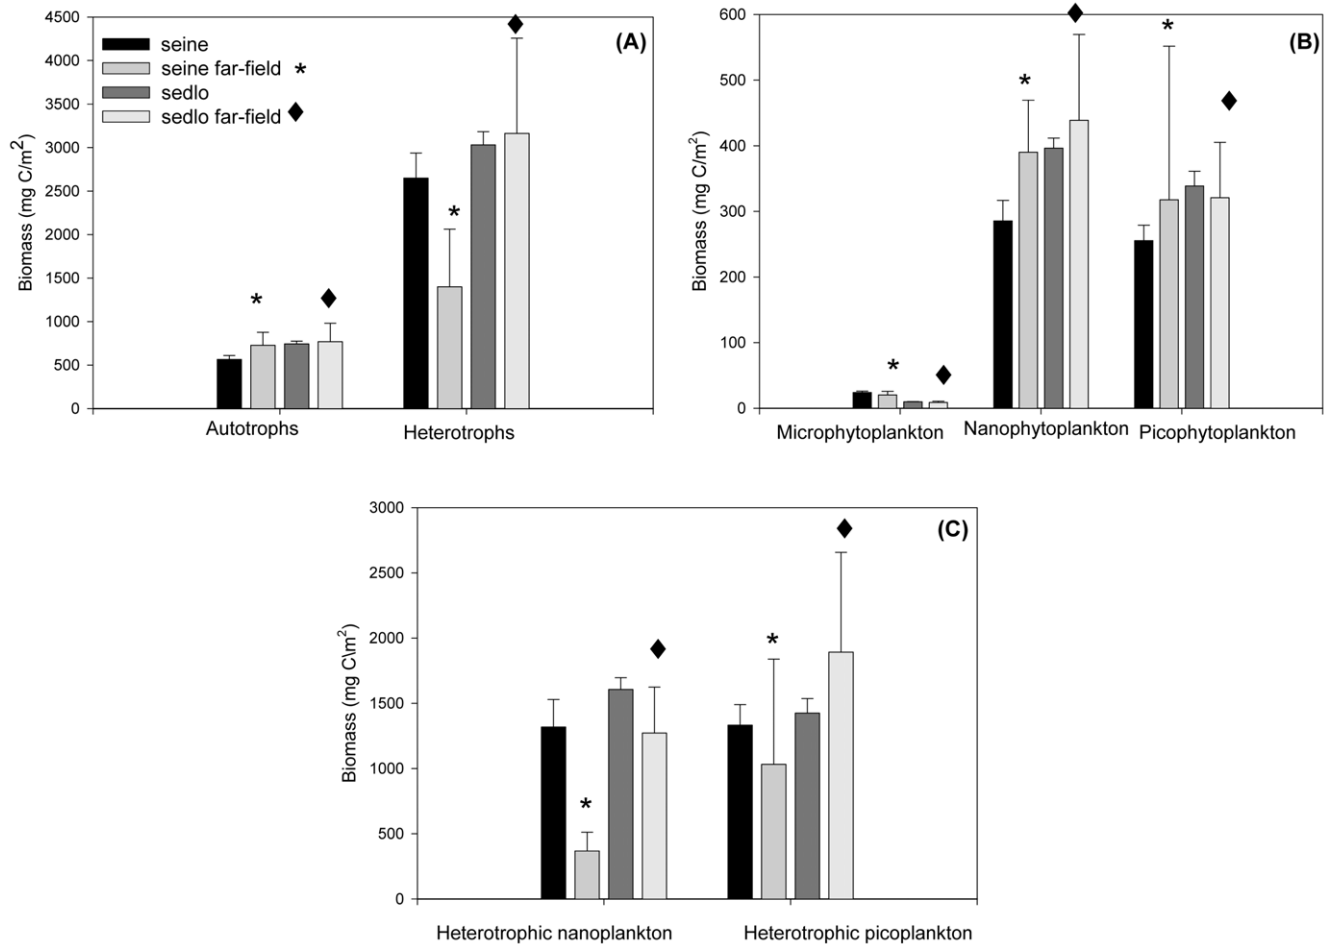 (A)
4500
4000
3500
3000
2500
2000
1500
1000
500
0
Biomass (mg C/m²)
seine
seine far-field *
sedlo
sedlo far-field ♦
Autotrophs
Heterotrophs
(B)
600
500
400
300
200
100
0
Biomass (mg C/m²)
Microphytoplankton
Nanophytoplankton
Picophytoplankton
(C)
3000
2500
2000
1500
1000
500
0
Biomass (mg C\m²)
Heterotrophic nanoplankton
Heterotrophic picoplankton